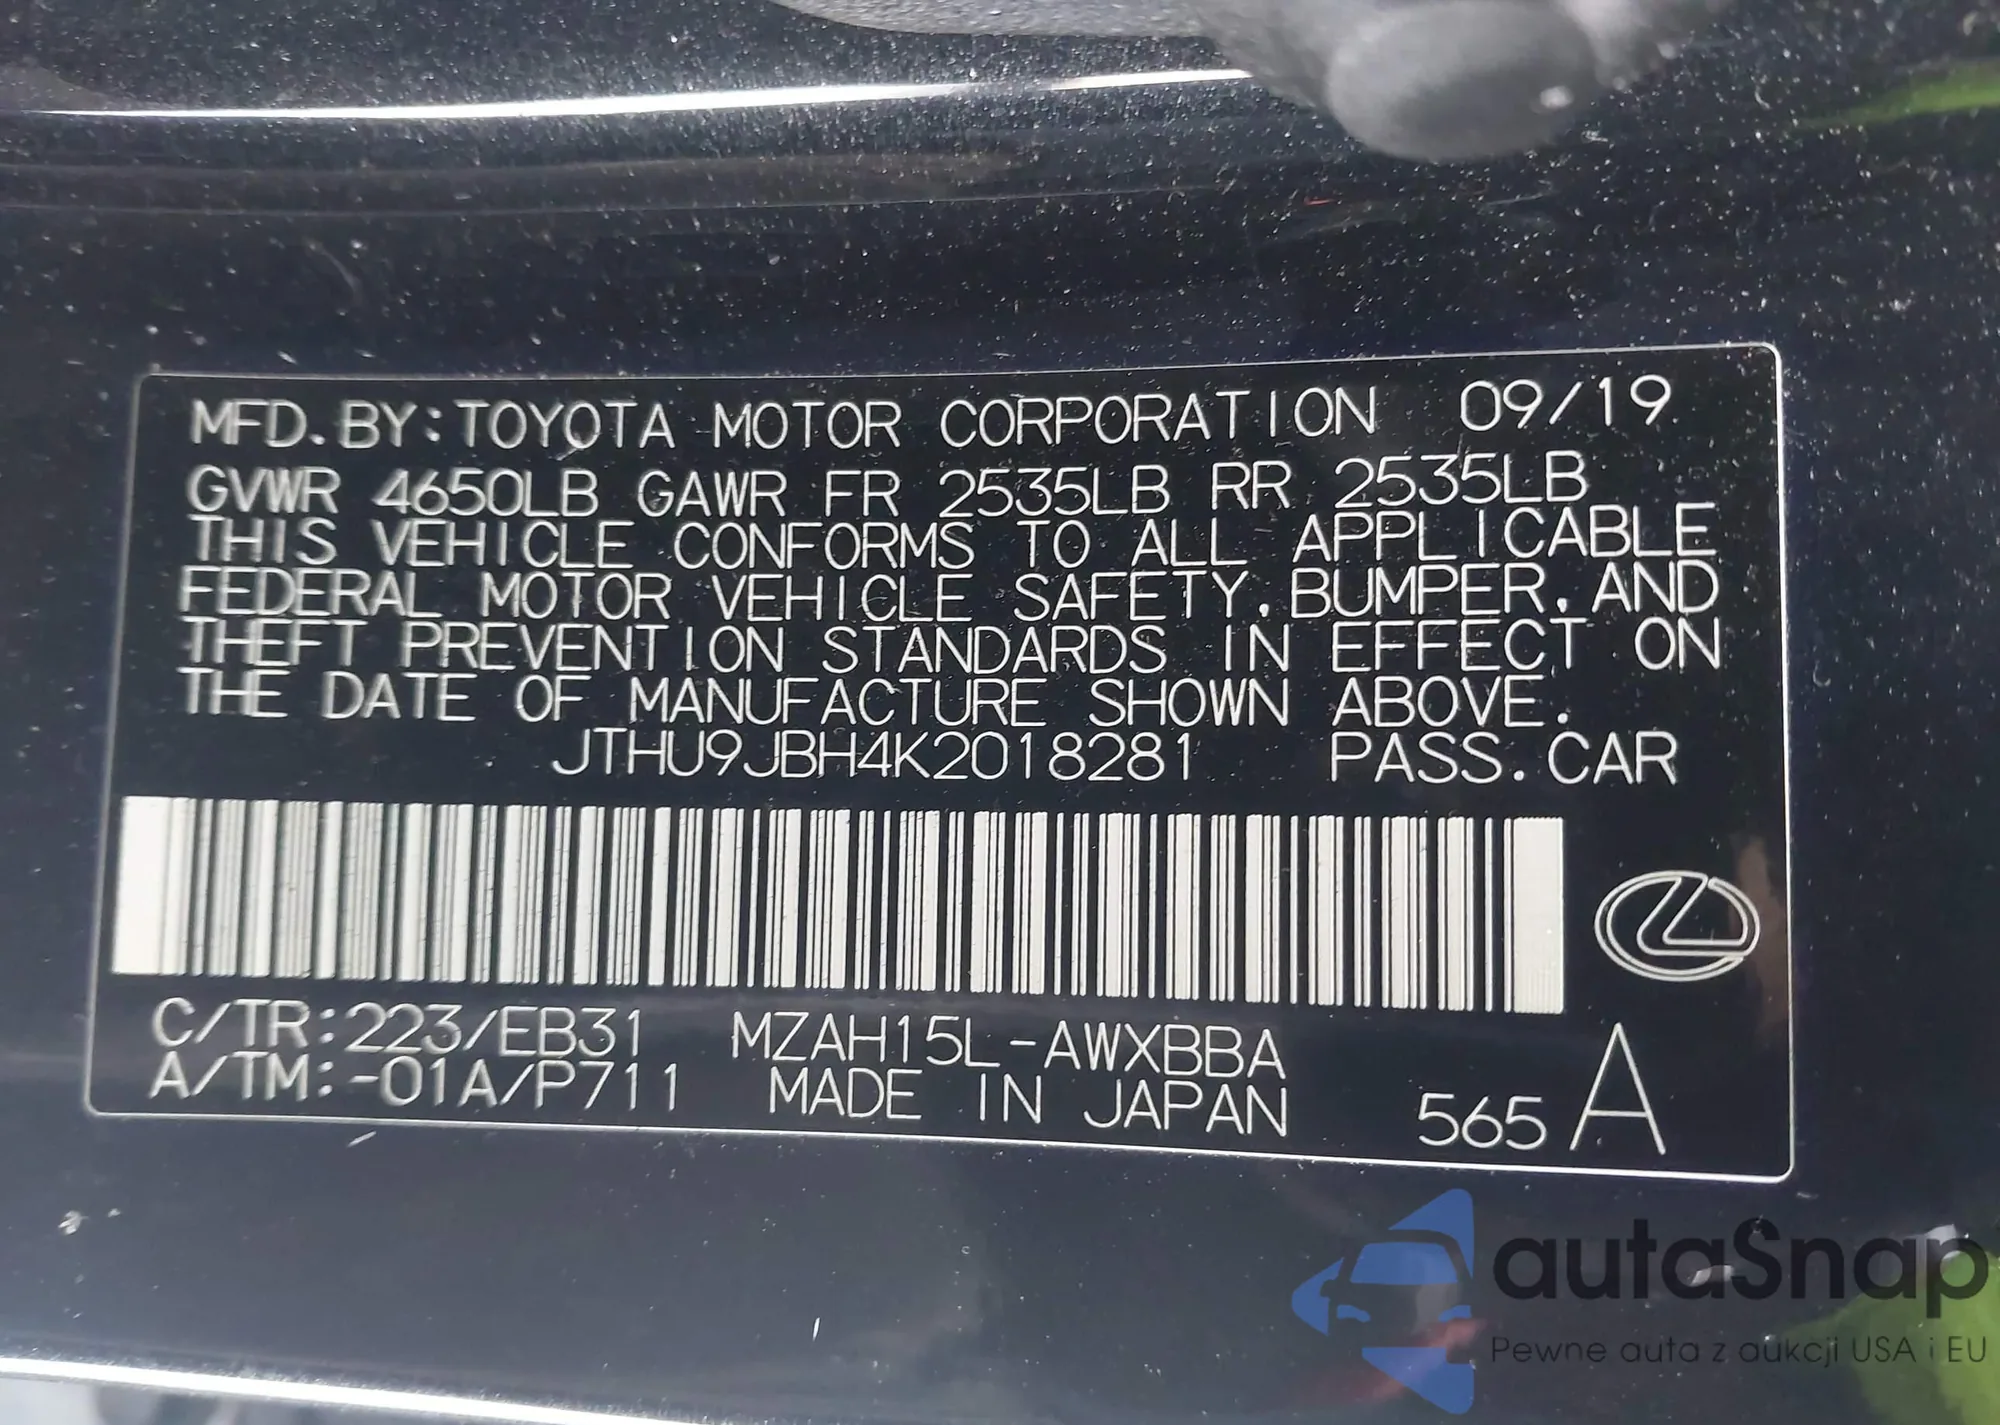 MFD. BY: TOYOTA MOTOR CORPORATION 09/19
GVWR 4650LB GAWR FR 2535LB RR 2535LB
THIS VEHICLE CONFORMS TO ALL APPLICABLE
FEDERAL MOTOR VEHICLE SAFETY, BUMPER, AND
THEFT PREVENTION STANDARDS IN EFFECT ON
THE DATE OF MANUFACTURE SHOWN ABOVE.
JTHU9JBH4K2018281 PASS. CAR
C/TR: 223/EB31 MZAH15L-AWXBBA
A/TM: -01A/P711 MADE IN JAPAN 565 A
autaSnap
Pewne auta z aukcji USA i EU